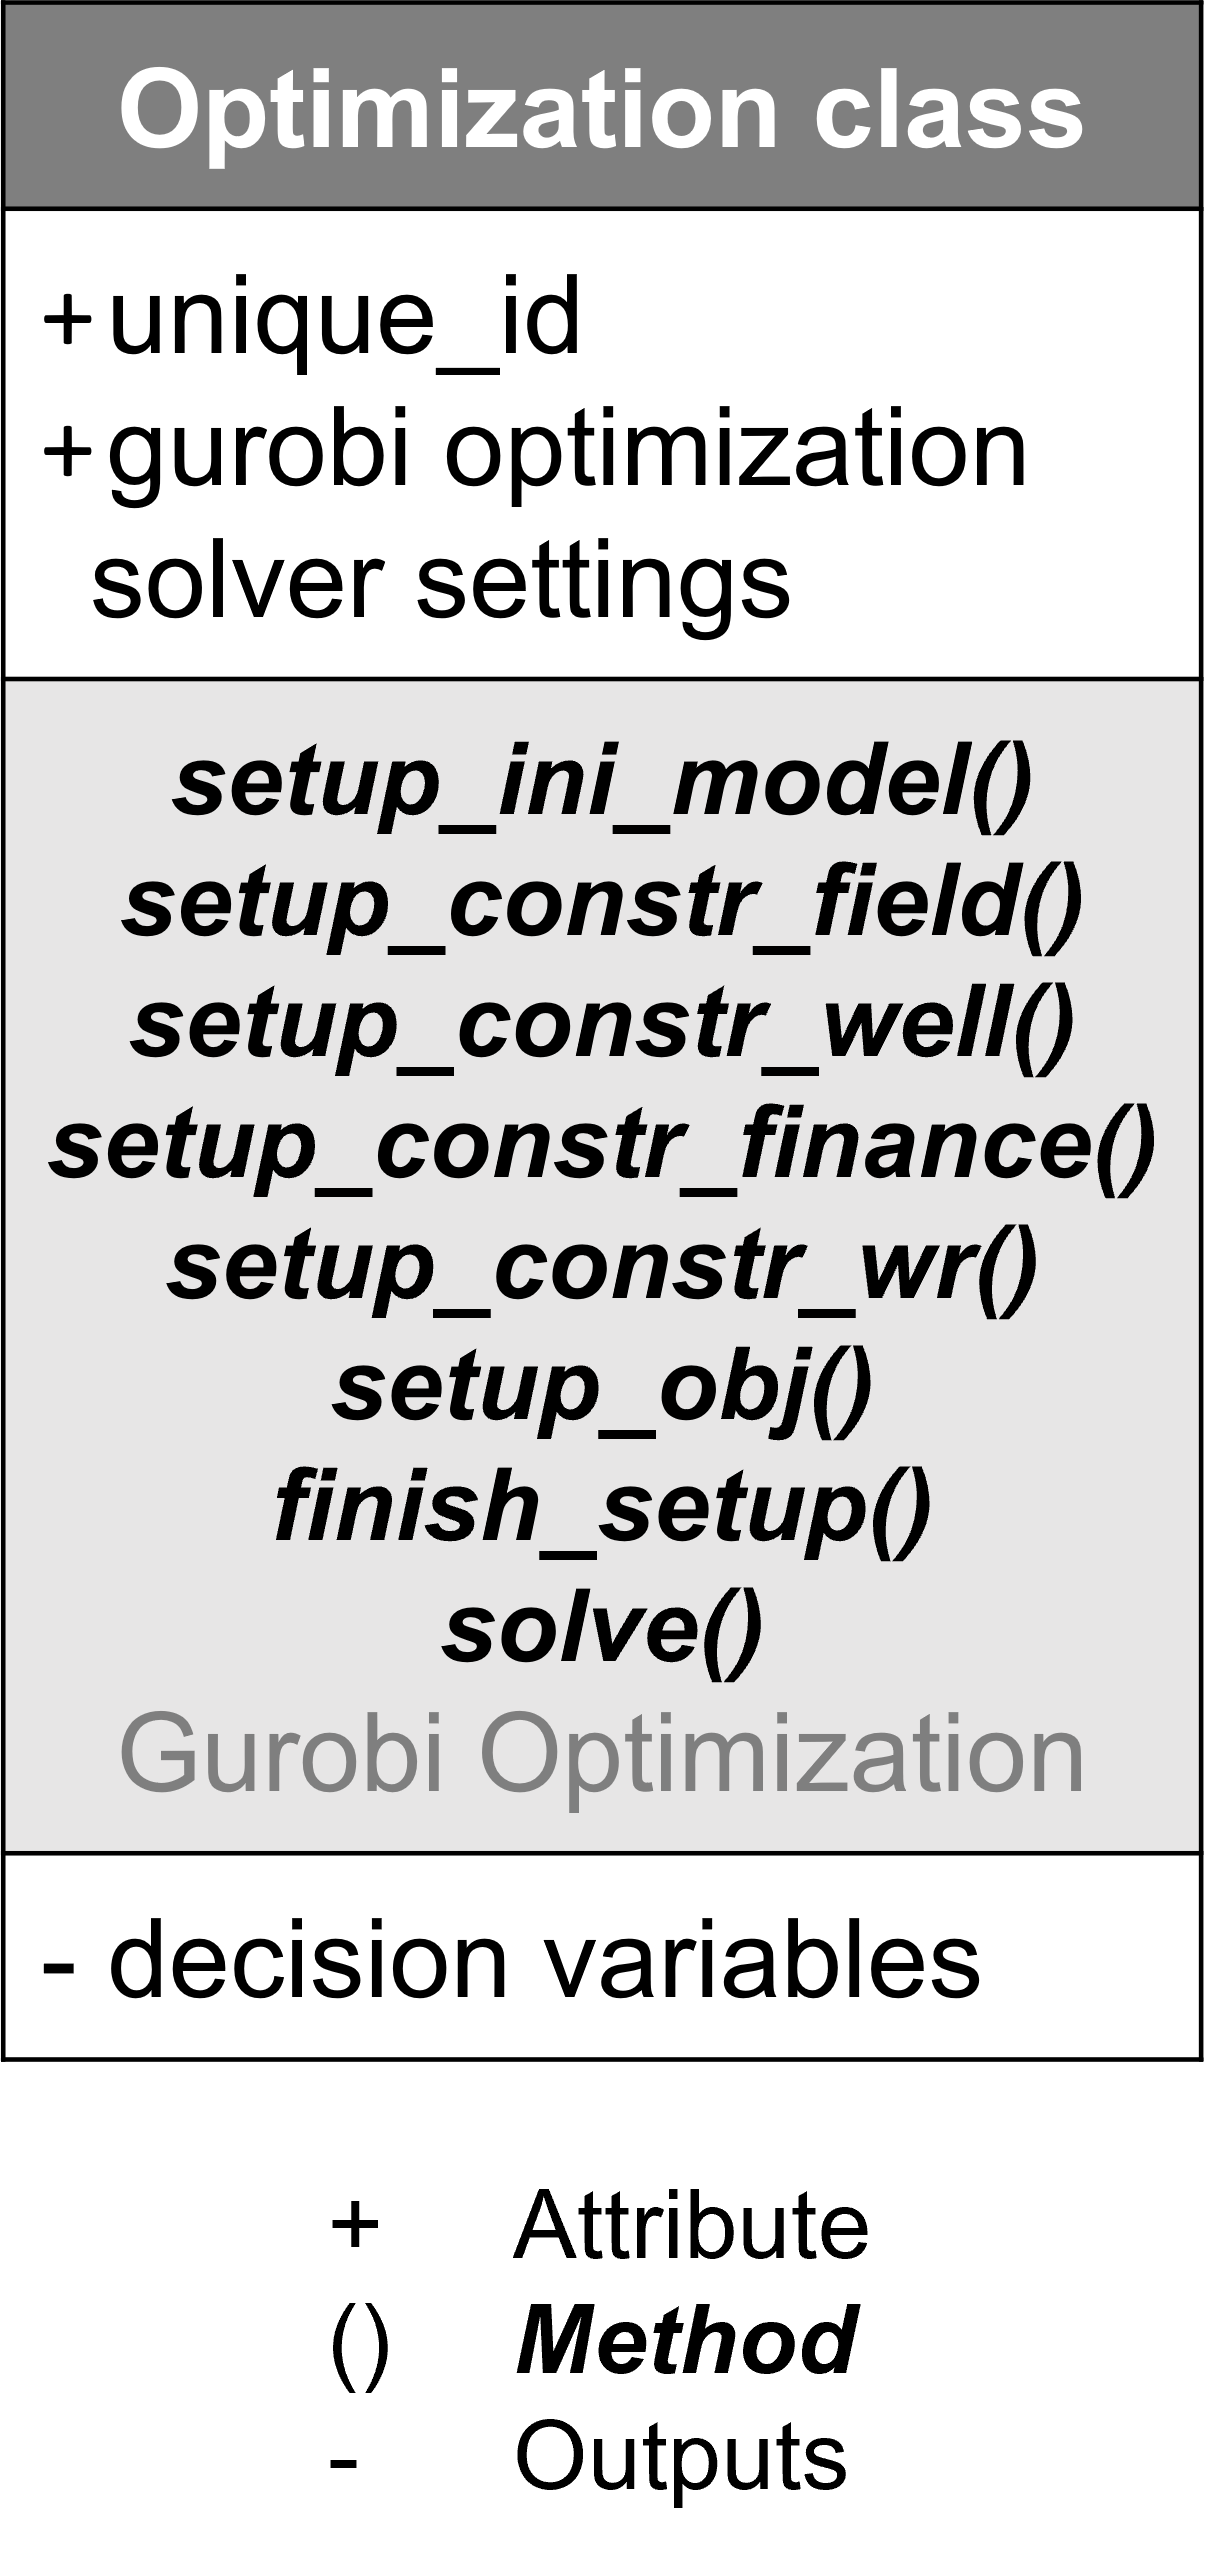 Optimization class
+ unique_id
+ gurobi optimization
solver settings
setup_ini_model()
setup_constr_field()
setup_constr_well()
setup_constr_finance()
setup_constr_wr()
setup_obj()
finish_setup()
solve()
Gurobi Optimization
- decision variables
+ Attribute
() Method
- Outputs